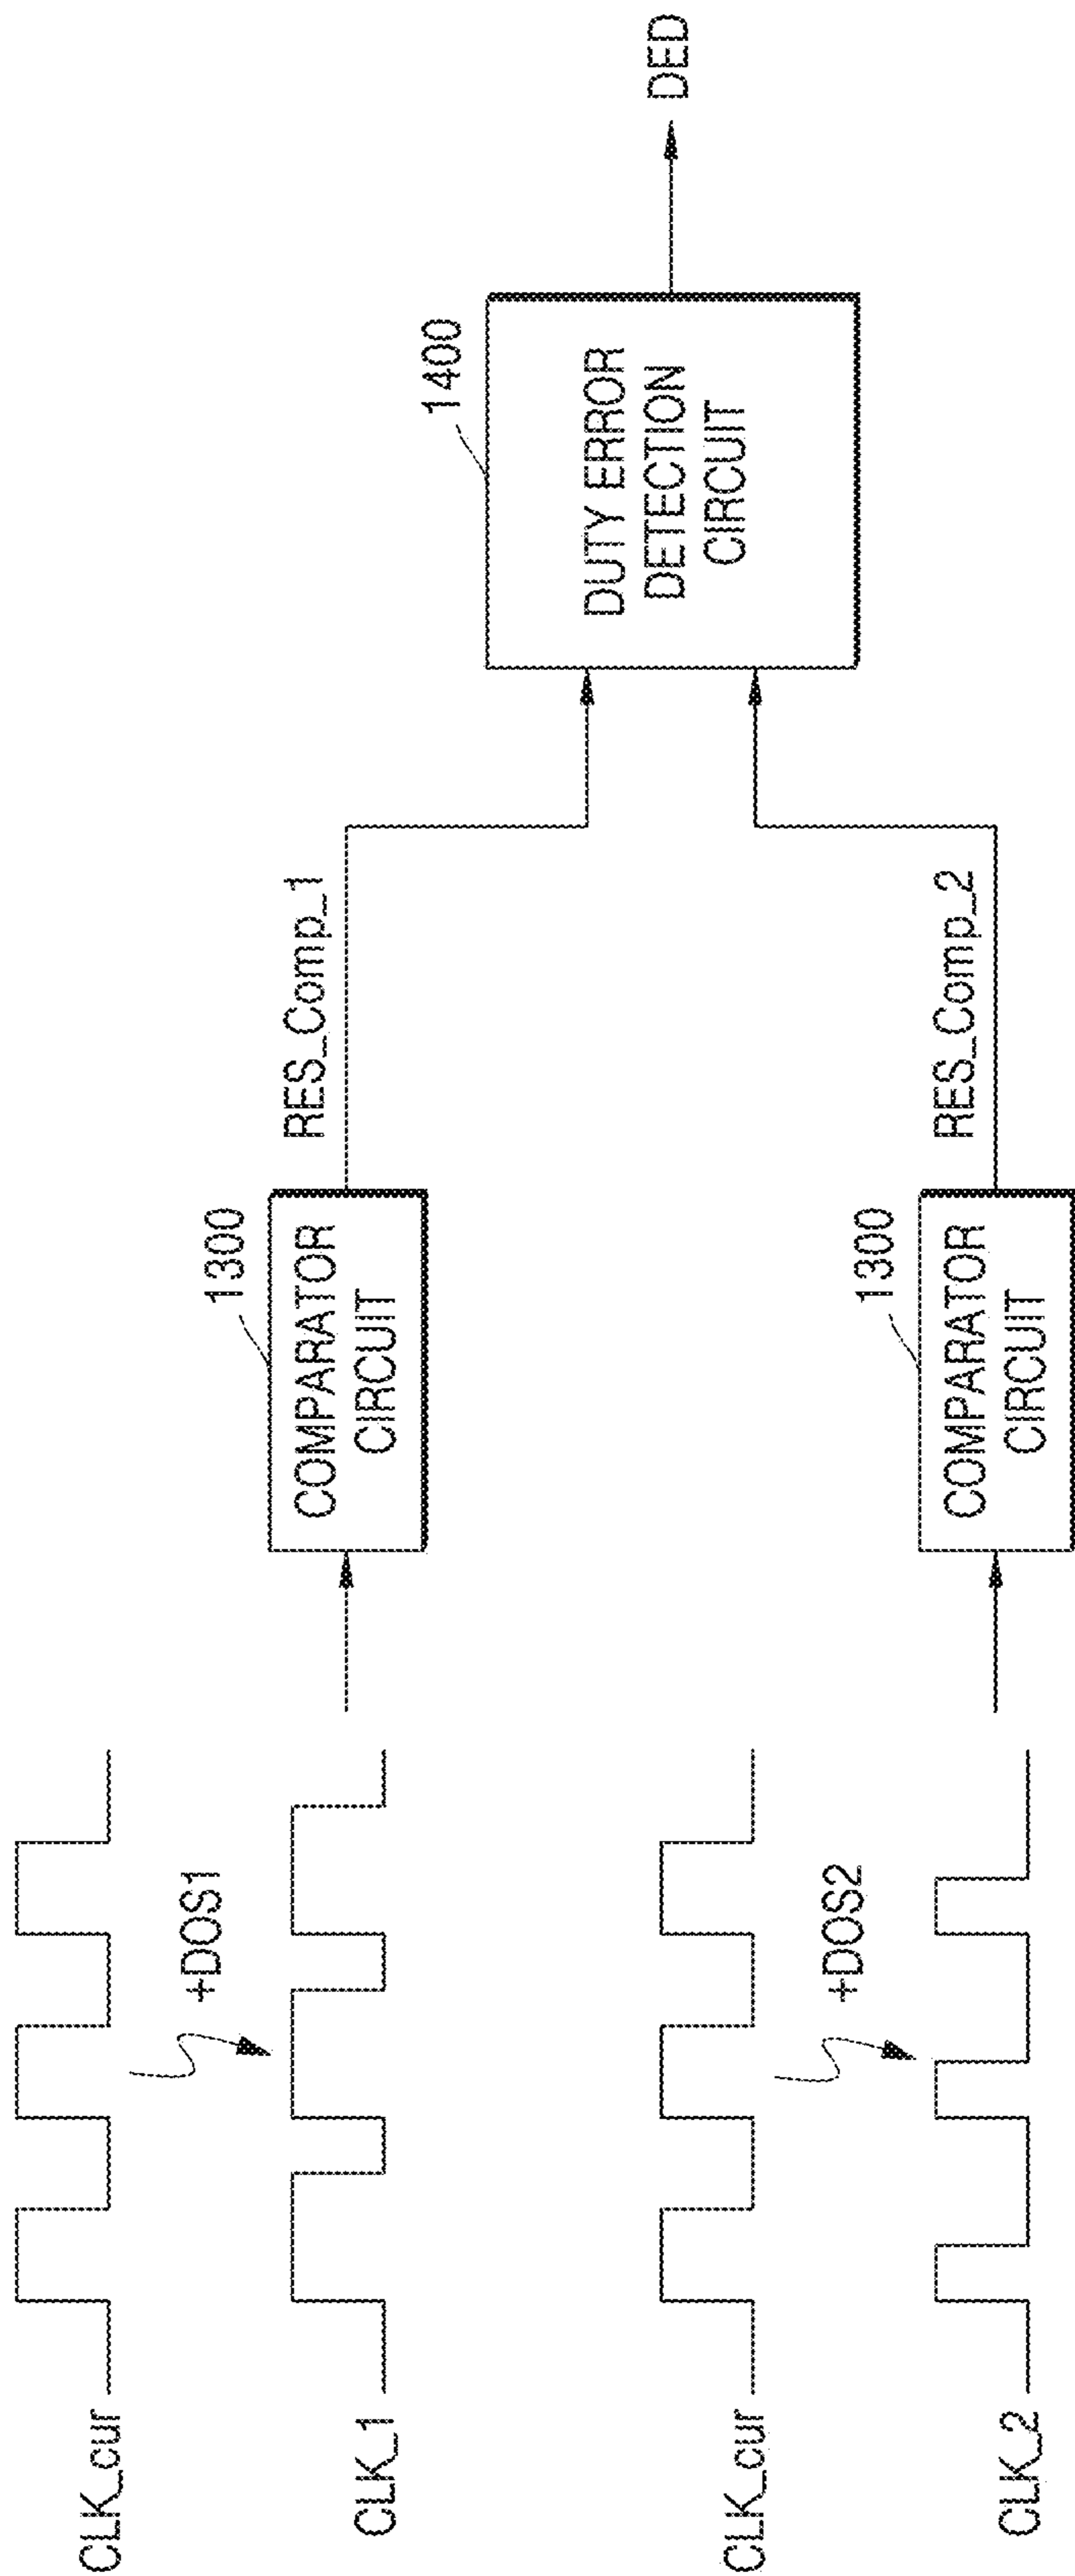 CLK_cur
+DOS1
CLK_1
1300
COMPARATOR
CIRCUIT
RES_Comp_1
CLK_cur
+DOS2
CLK_2
1300
COMPARATOR
CIRCUIT
RES_Comp_2
1400
DUTY ERROR
DETECTION
CIRCUIT
DED